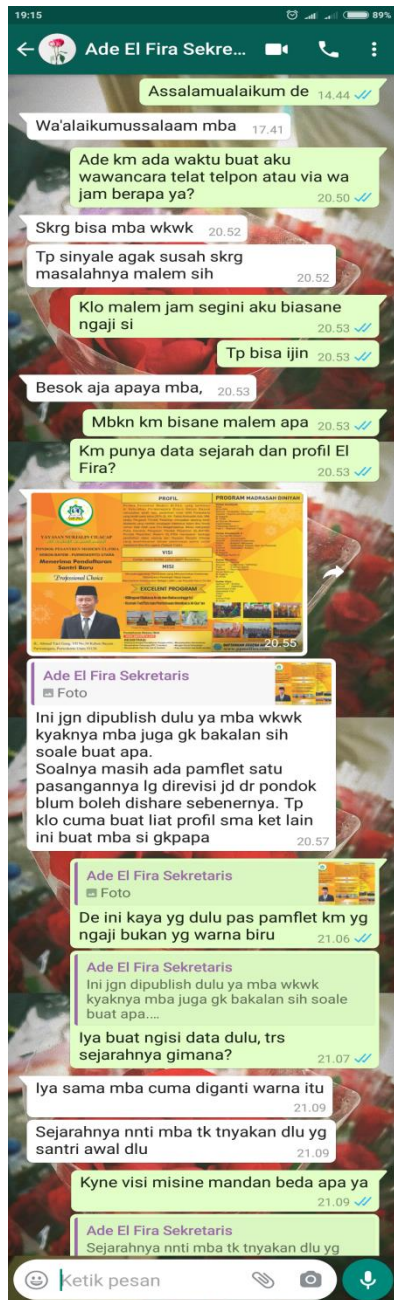 19:15
89%
Ade El Fira Sekre...
Assalamualaikum de 14.44
Wa'alaikumussalaam mba 17.41
Ade km ada waktu buat aku
wawancara telat telpon atau via wa
jam berapa ya?
20.50
Skrg bisa mba wkwk 20.52
Tp sinyale agak susah skrg
masalahnya malem sih
20.52
Klo malem jam segini aku biasane
ngaji si
20.53
Tp bisa ijin 20.53
Besok aja apaya mba, 20.53
Mbkn km bisane malem apa 20.53
Km punya data sejarah dan profil El
Fira?
20.53
YAYASAN NURIALIN CILACAP
Menerima Pendaftaran
Santri Baru
"Profesional Choice"
PROFIL
VISI
MISI
EXCELLENT PROGRAM
PROGRAM MADRASAH DINIYAH
20.55
Ade El Fira Sekretaris
Foto
Ini jgn dipublish dulu ya mba wkwk
kyaknya mba juga gk bakalan sih
soale buat apa.
Soalnya masih ada pamflet satu
pasangannya lg direvisi jd dr pondok
blum boleh dishare sebenernya. Tp
klo cuma buat liat profil sma ket lain
ini buat mba si gkpapa
20.57
Ade El Fira Sekretaris
Foto
De ini kaya yg dulu pas pamflet km yg
ngaji bukan yg warna biru
21.06
Ade El Fira Sekretaris
Ini jgn dipublish dulu ya mba wkwk
kyaknya mba juga gk bakalan sih soale
buat apa....
Iya buat ngisi data dulu, trs
sejarahnya gimana?
21.07
Iya sama mba cuma diganti warna itu
21.09
Sejarahnya nnti mba tk tnyakan dlu yg
santri awal dlu
21.09
Kyne visi misine mandan beda apa ya
21.09
Ade El Fira Sekretaris
Sejarahnya nnti mba tk tnyakan dlu yg
Ketik pesan